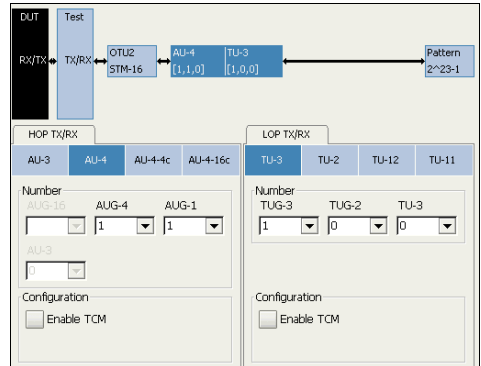 DUT Test
RX/TX TX/RX OTU2 STM-16 AU-4 [1,1,0] TU-3 [1,0,0] Pattern 2^23-1
HOP TX/RX
AU-3 AU-4 AU-4-4c AU-4-16c
Number
AUG-16 AUG-4 AUG-1
1 1
AU-3
0
Configuration
Enable TCM
LOP TX/RX
TU-3 TU-2 TU-12 TU-11
Number
TUG-3 TUG-2 TU-3
1 0 0
Configuration
Enable TCM